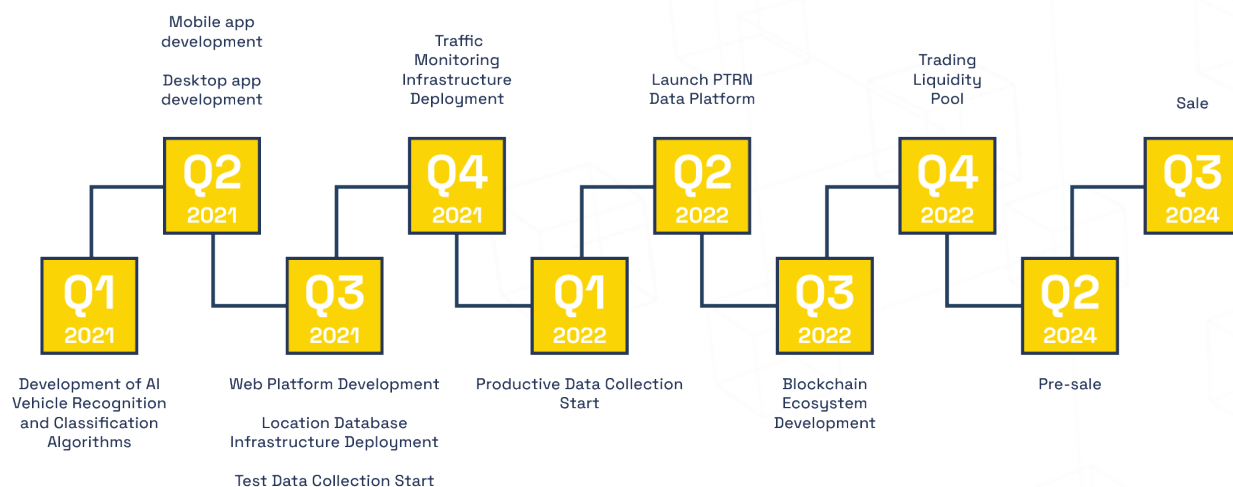 Mobile app
development
Desktop app
development
Traffic
Monitoring
Infrastructure
Deployment
Launch PTRN
Data Platform
Trading
Liquidity
Pool
Sale
Q2
2021
Q4
2021
Q2
2022
Q4
2022
Q3
2024
Q1
2021
Q3
2021
Q1
2022
Q3
2022
Q2
2024
Development of AI
Vehicle Recognition
and Classification
Algorithms
Web Platform Development
Location Database
Infrastructure Deployment
Test Data Collection Start
Productive Data Collection
Start
Blockchain
Ecosystem
Development
Pre-sale